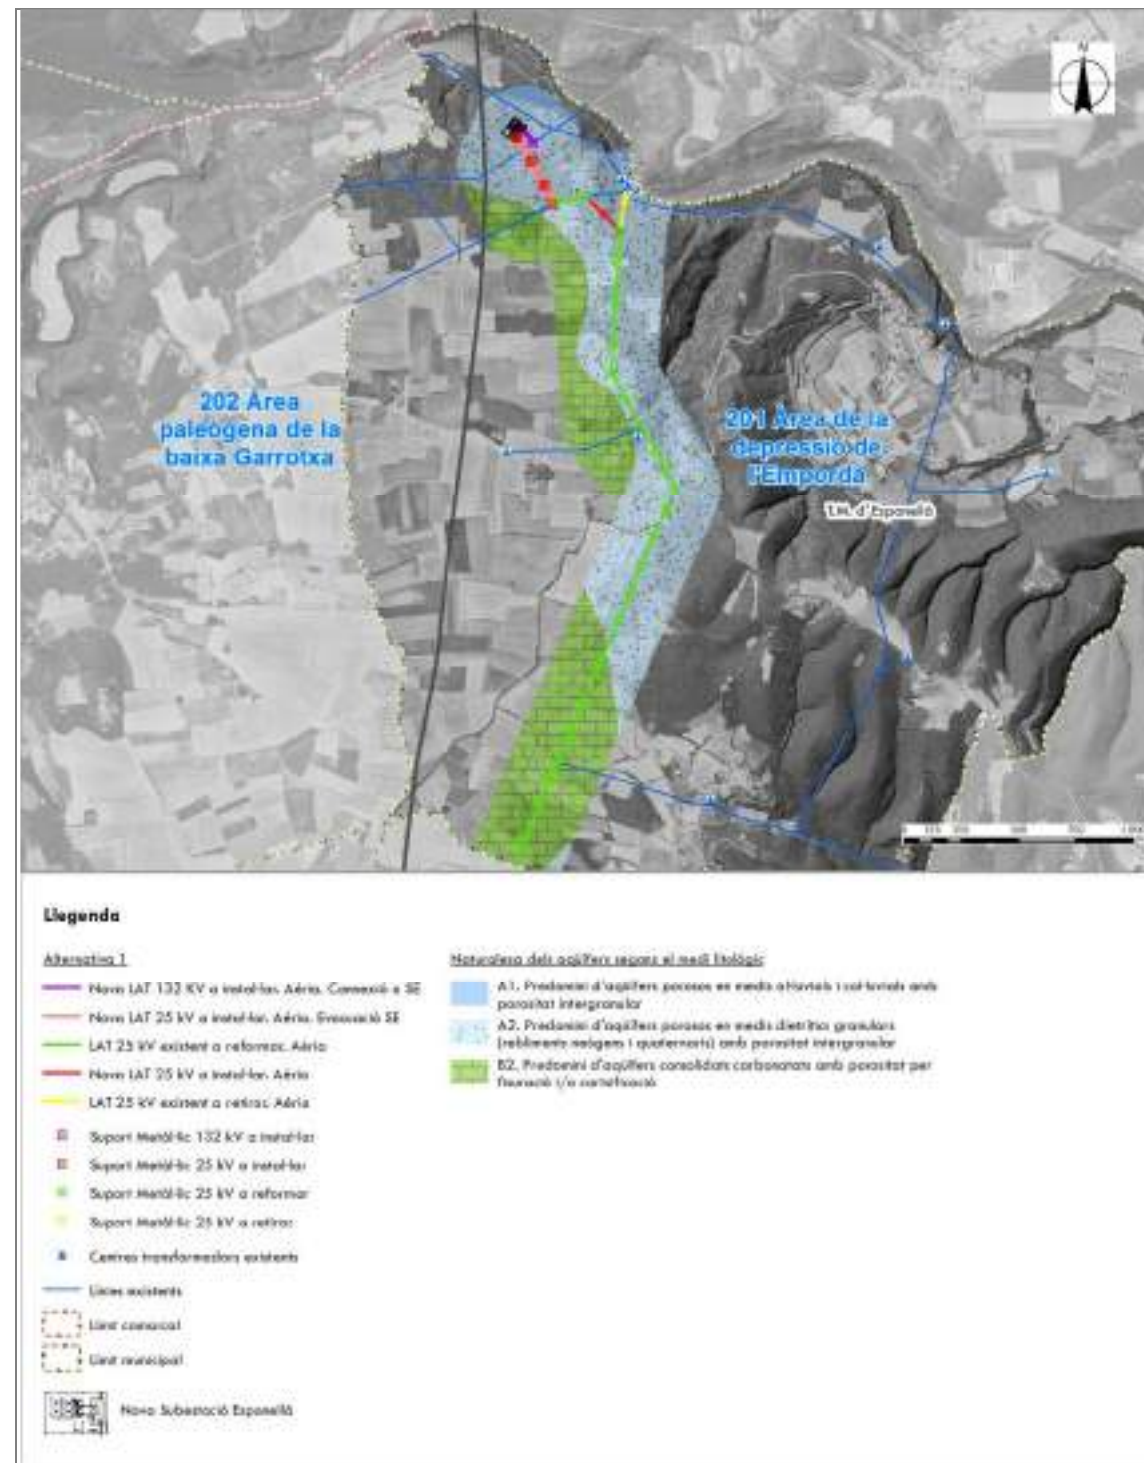 N
202 Àrea
paleogena de la
baixa Garrotxa
201 Àrea de la
depressió de
l'Empordà
T.M. d'Esponellà
0
Llegenda
Alternativa 1
Nova LAT 132 KV a instal·lar. Aèria. Connexió a SE
Nova LAT 25 kV a instal·lar. Aèria. Evacuació SE
LAT 25 kV existent a reformar. Aèria
Nova LAT 25 kV a instal·lar. Aèria
LAT 25 kV existent a retirar. Aèria
Suport Metàl·lic 132 kV a instal·lar
Suport Metàl·lic 25 kV a instal·lar
Suport Metàl·lic 25 kV a reformar
Suport Metàl·lic 25 kV a retirar
Centres transformadors existents
Línies existents
Límit comarcal
Límit municipal
Nova Subestació Esponellà
Naturalesa dels aqüífers segons el medi litològic
A1. Predomini d'aqüífers porosos en medis al·luvials i col·luvials amb
porositat intergranular
A2. Predomini d'aqüífers porosos en medis detrítics granulars
(rebliments neògens i quaternaris) amb porositat intergranular
B2. Predomini d'aqüífers consolidats carbonatats amb porositat per
fissuració i/o carstificació